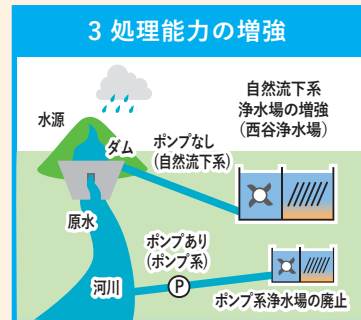 3 処理能力の増強
自然流下系
浄水場の増強
(西谷浄水場)
水源
ダム
ポンプなし
(自然流下系)
原水
ポンプあり
(ポンプ系)
河川
P
ポンプ系浄水場の廃止